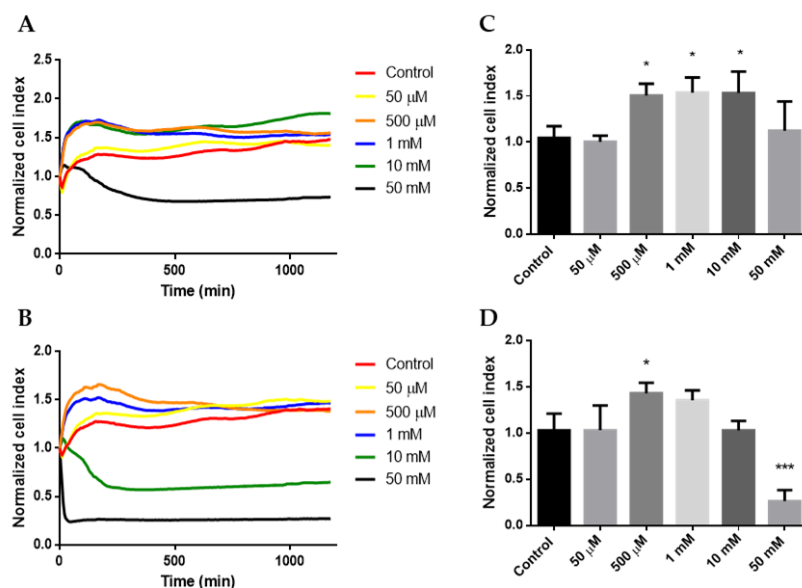 A
Normalized cell index
2.5
2.0
1.5
1.0
0.5
0.0
0
500
1000
Time (min)
Control
50 µM
500 µM
1 mM
10 mM
50 mM
C
Normalized cell index
2.0
1.5
1.0
0.5
0.0
*
*
*
Control
50 µM
500 µM
1 mM
10 mM
50 mM
B
Normalized cell index
2.0
1.5
1.0
0.5
0.0
0
500
1000
Time (min)
Control
50 µM
500 µM
1 mM
10 mM
50 mM
D
Normalized cell index
2.0
1.5
1.0
0.5
0.0
*
***
Control
50 µM
500 µM
1 mM
10 mM
50 mM